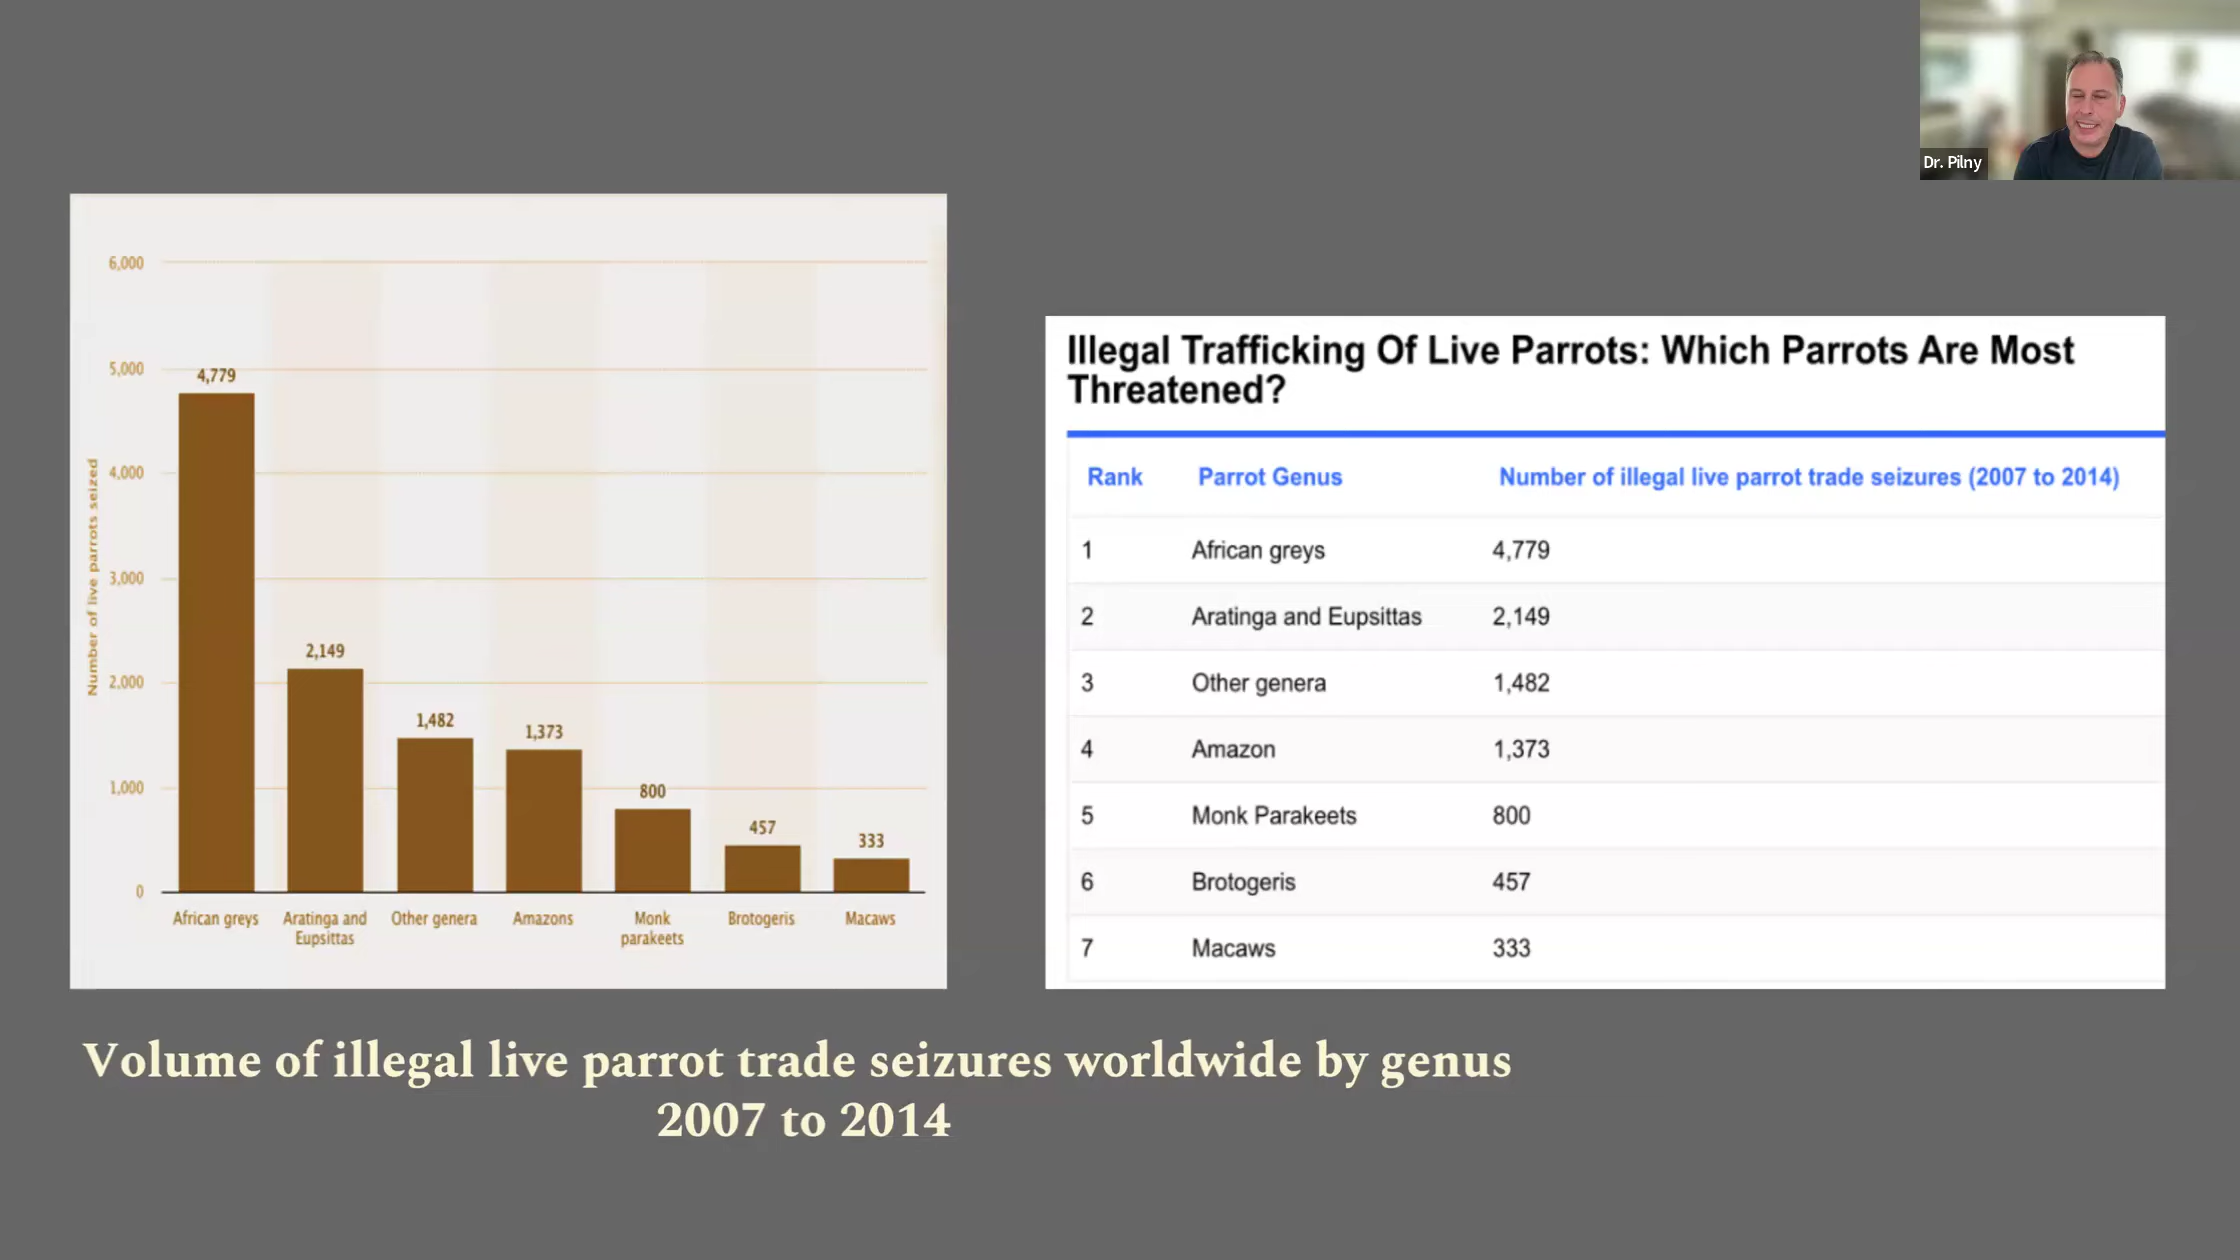 Dr. Pilny
6,000
5,000
4,000
3,000
2,000
1,000
0
Number of live parrots seized
4,779
2,149
1,482
1,373
800
457
333
African greys
Aratinga and
Eupsittas
Other genera
Amazons
Monk
parakeets
Brotogeris
Macaws
Illegal Trafficking Of Live Parrots: Which Parrots Are Most
Threatened?
Rank Parrot Genus Number of illegal live parrot trade seizures (2007 to 2014)
1 African greys 4,779
2 Aratinga and Eupsittas 2,149
3 Other genera 1,482
4 Amazon 1,373
5 Monk Parakeets 800
6 Brotogeris 457
7 Macaws 333
Volume of illegal live parrot trade seizures worldwide by genus
2007 to 2014